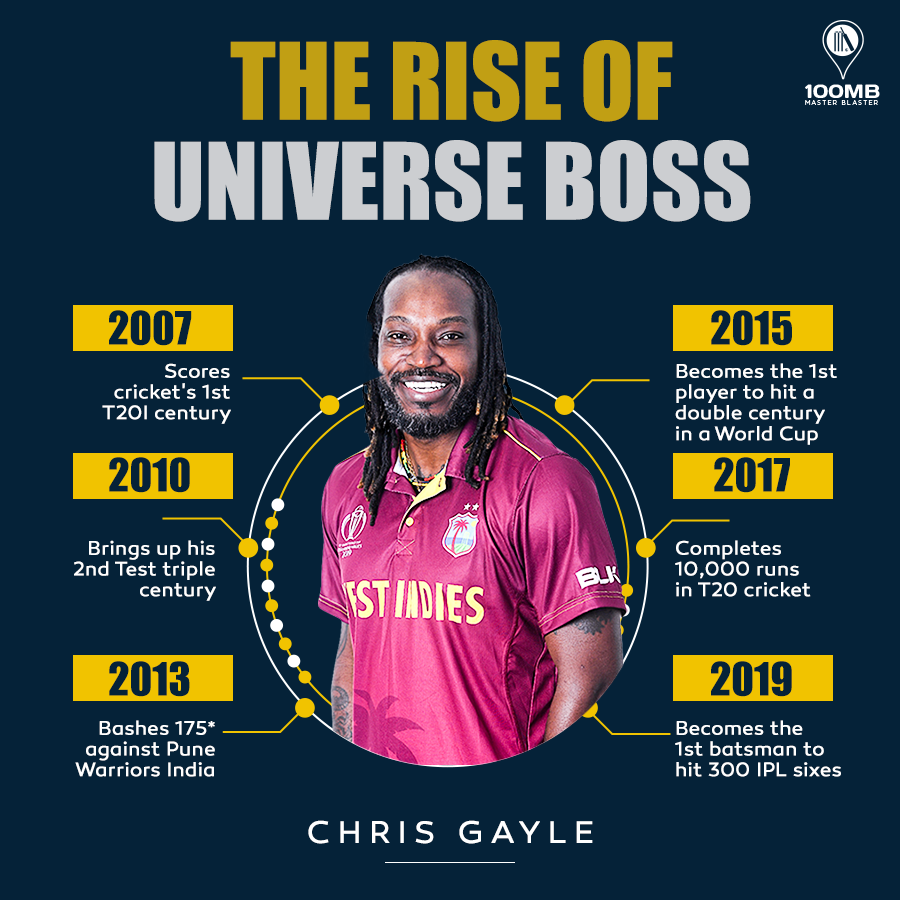 100MB
MASTER BLASTER
THE RISE OF
UNIVERSE BOSS
2007
Scores
cricket's 1st
T20I century
2010
Brings up his
2nd Test triple
century
2013
Bashes 175*
against Pune
Warriors India
2015
Becomes the 1st
player to hit a
double century
in a World Cup
2017
Completes
10,000 runs
in T20 cricket
2019
Becomes the
1st batsman to
hit 300 IPL sixes
EST INDIES
BLK
CHRIS GAYLE